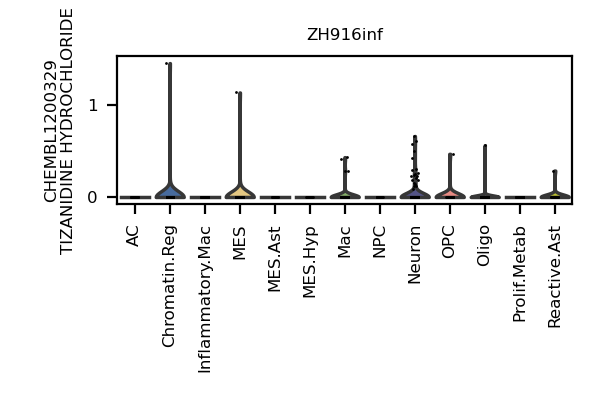 ZH916inf
CHEMBL1200329
TIZANIDINE HYDROCHLORIDE
1
0
AC
Chromatin.Reg
Inflammatory.Mac
MES
MES.Ast
MES.Hyp
Mac
NPC
Neuron
OPC
Oligo
Prolif.Metab
Reactive.Ast